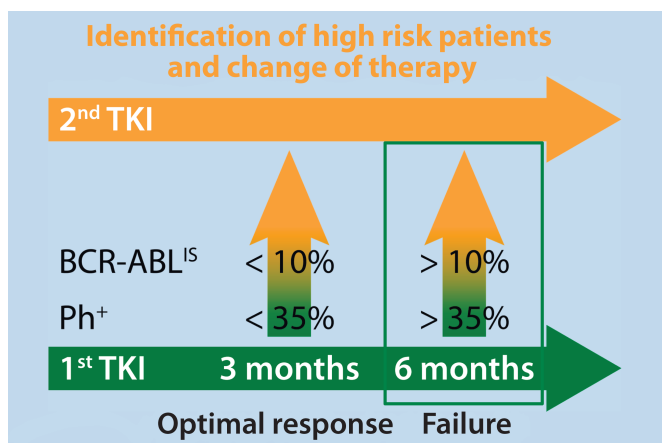 Identification of high risk patients
and change of therapy
2nd TKI
BCR-ABLIS < 10% > 10%
Ph+ < 35% > 35%
1st TKI 3 months 6 months
Optimal response Failure